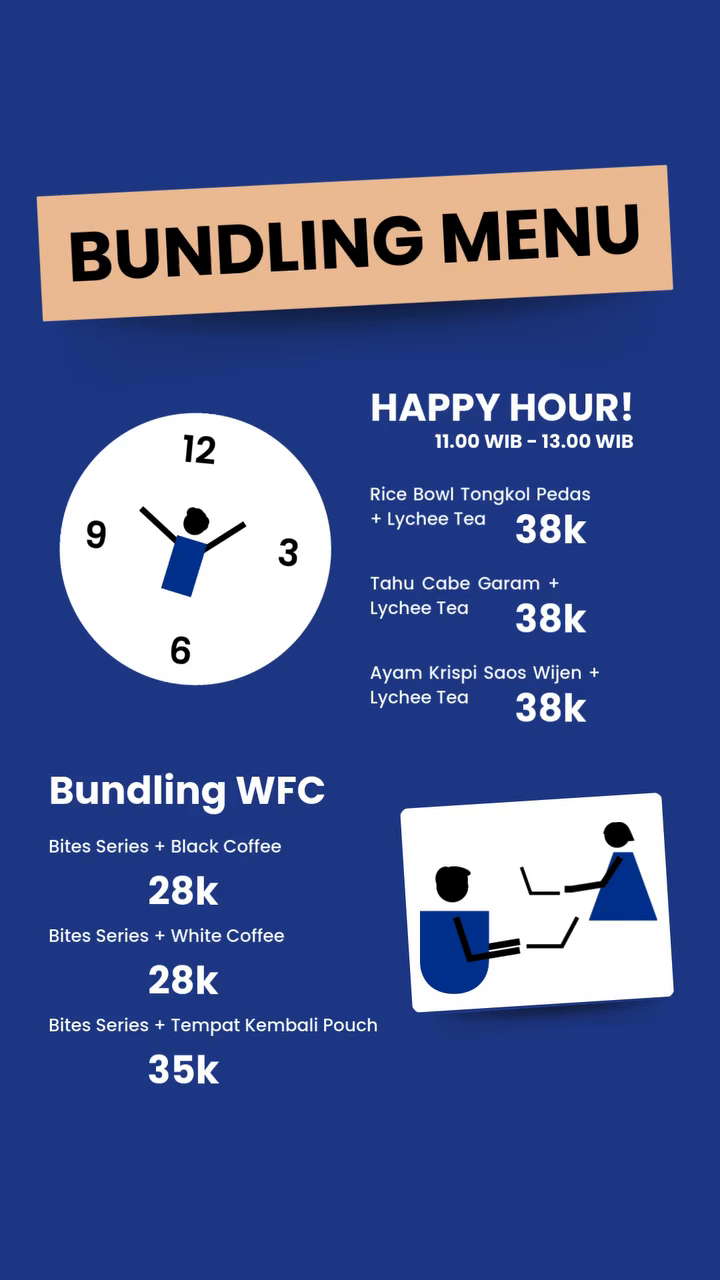 BUNDLING MENU
12
9
3
6
HAPPY HOUR!
11.00 WIB - 13.00 WIB
Rice Bowl Tongkol Pedas
+ Lychee Tea
38k
Tahu Cabe Garam +
Lychee Tea
38k
Ayam Krispi Saos Wijen +
Lychee Tea
38k
Bundling WFC
Bites Series + Black Coffee
28k
Bites Series + White Coffee
28k
Bites Series + Tempat Kembali Pouch
35k